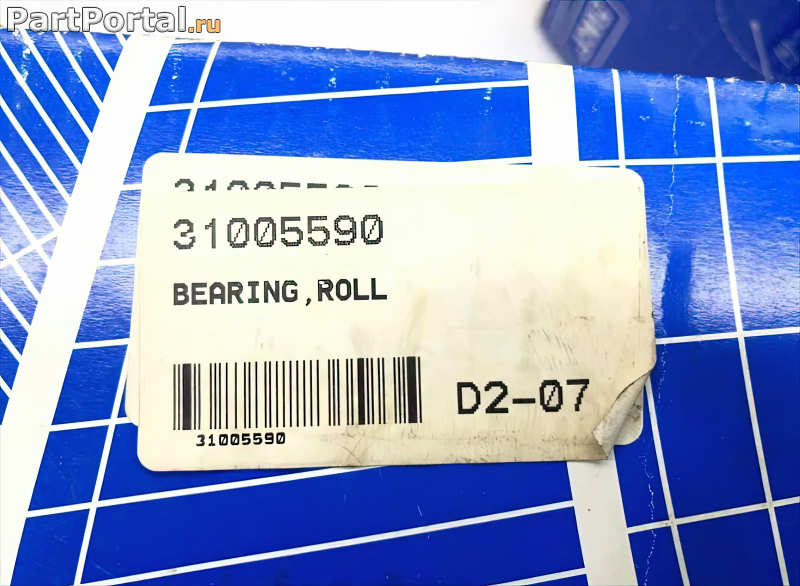 PartPortal.ru
31005590
BEARING,ROLL
D2-07
31005590